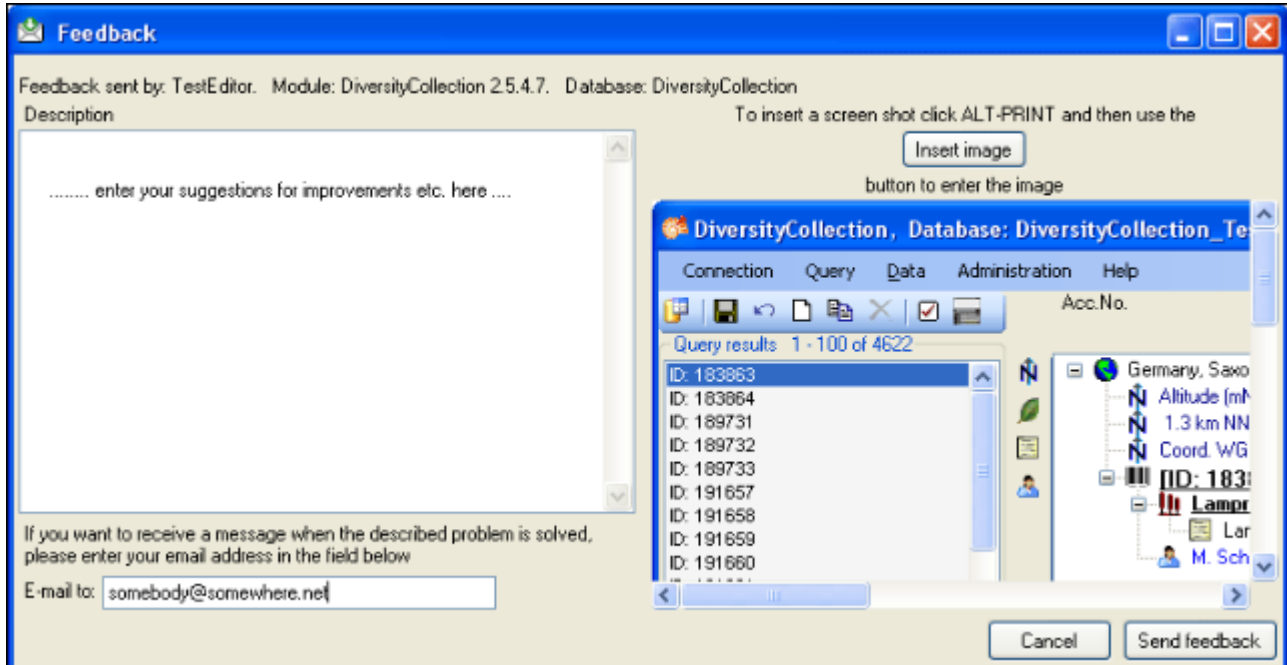 Feedback
Feedback sent by: TestEditor. Module: DiversityCollection 2.5.4.7. Database: DiversityCollection
Description
........ enter your suggestions for improvements etc. here ....
To insert a screen shot click ALT-PRINT and then use the
Insert image
button to enter the image
DiversityCollection, Database: DiversityCollection_Te
Connection Query Data Administration Help
Acc.No.
Query results 1 - 100 of 4622
ID: 183863
ID: 183864
ID: 189731
ID: 189732
ID: 189733
ID: 191657
ID: 191658
ID: 191659
ID: 191660
Germany, Saxo
Altitude (mN
1.3 km NN
Coord. WG
[ID: 183
Lampr
Lar
M. Sch
If you want to receive a message when the described problem is solved,
please enter your email address in the field below
E-mail to: somebody@somewhere.net
Cancel Send feedback